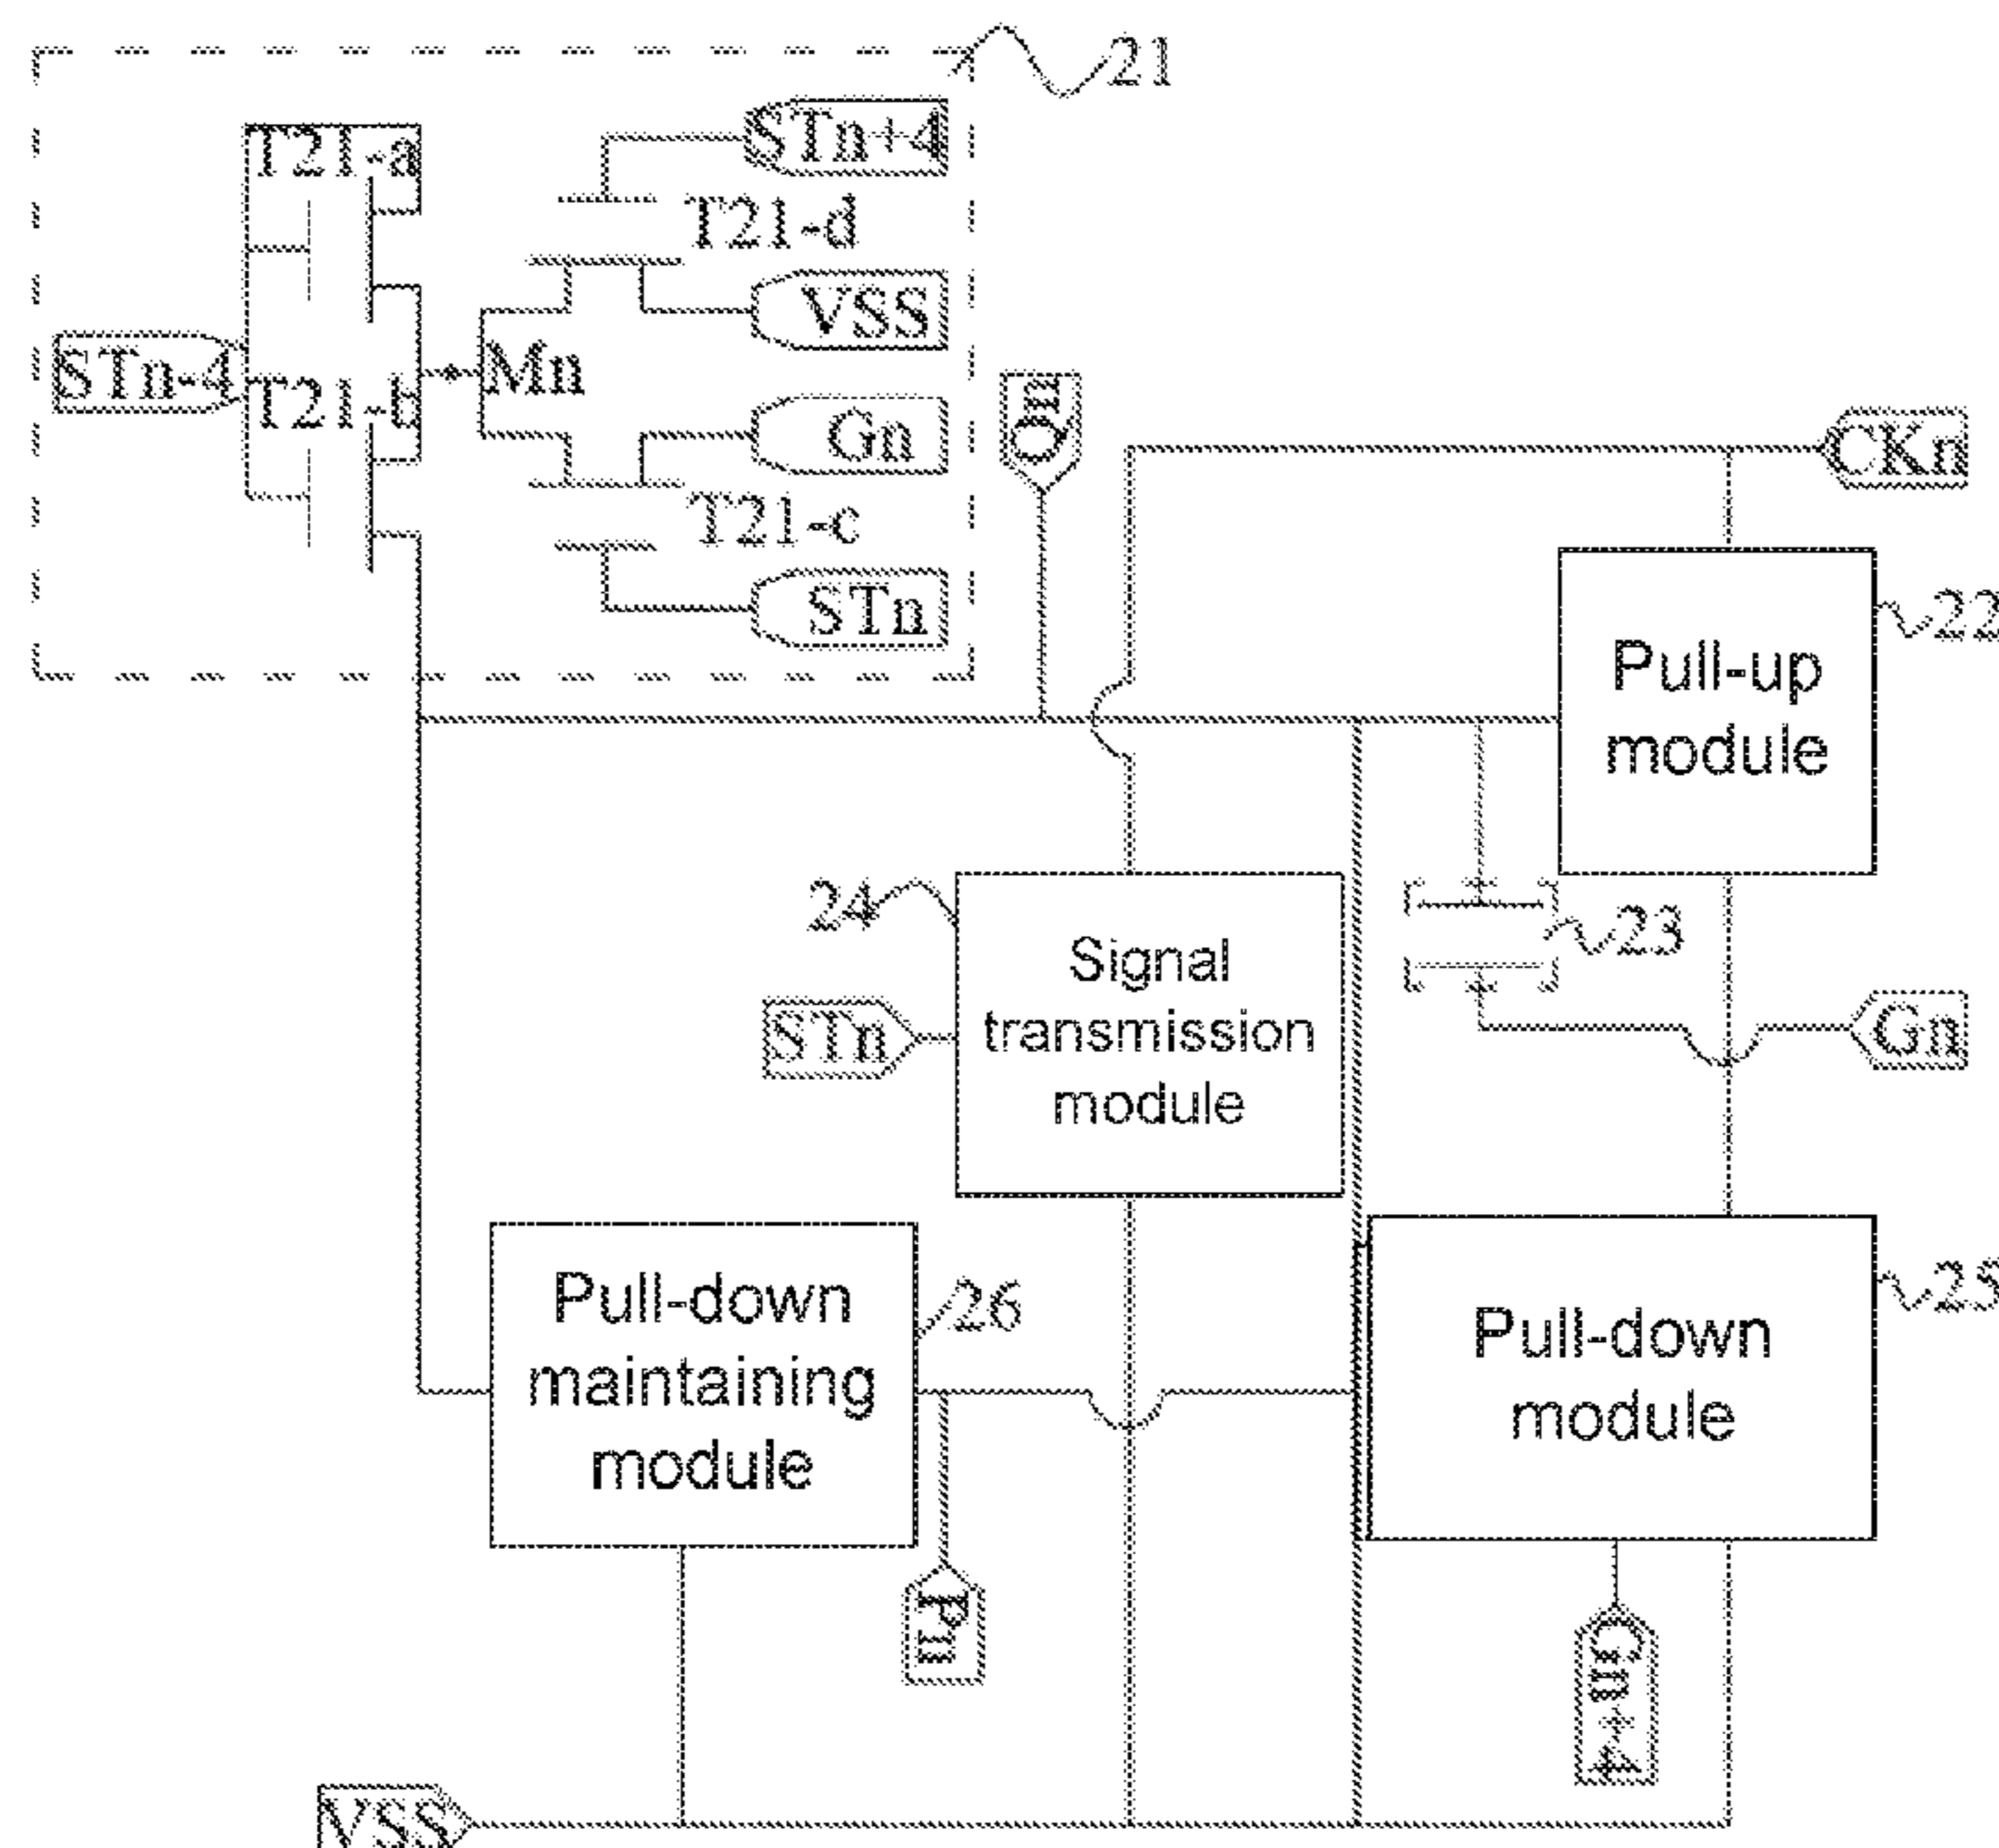 21
STn+4
T21-a
T21-d
VSS
STn-4
Mn
T21-b
Gn
Qn
CKn
T21-c
STn
22
Pull-up
module
24
23
Signal
transmission
module
STn
Gn
Pull-down
maintaining
module
26
Pull-down
module
25
Pn
Gn+4
VSS